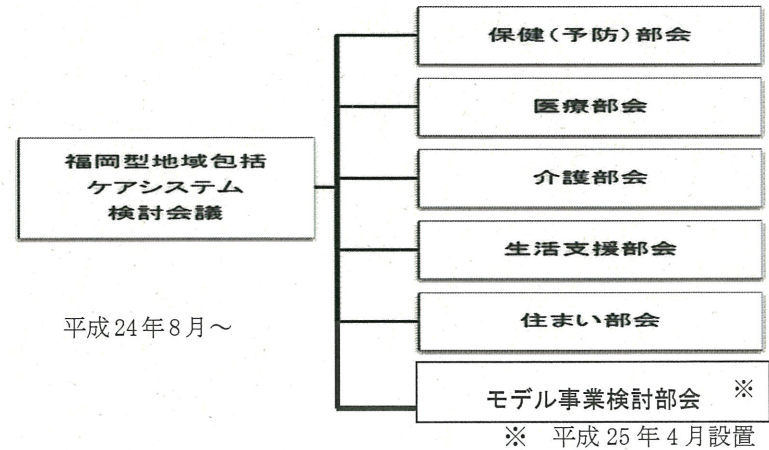 福岡型地域包括
ケアシステム
検討会議
平成24年8月～
保健(予防)部会
医療部会
介護部会
生活支援部会
住まい部会
モデル事業検討部会 ※
※ 平成25年4月設置